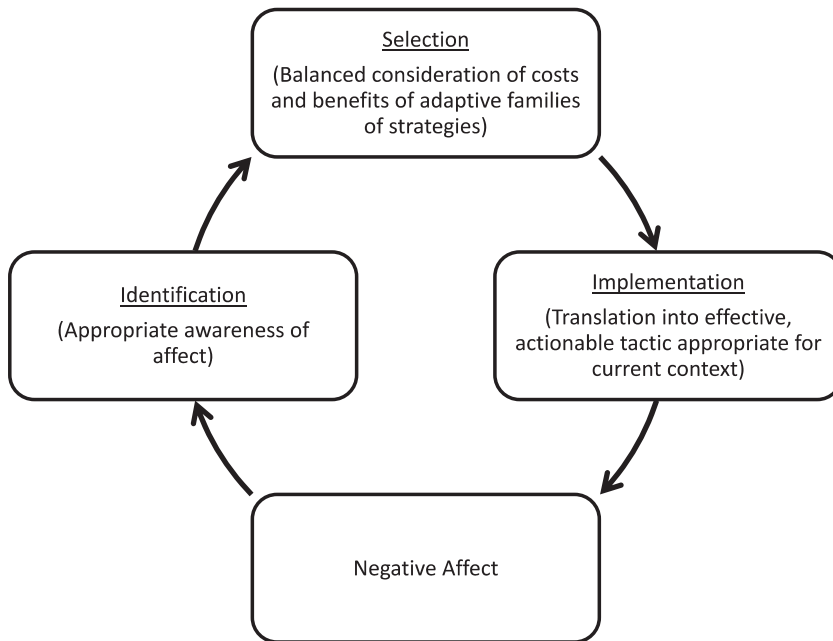 Selection
(Balanced consideration of costs
and benefits of adaptive families
of strategies)
Identification
(Appropriate awareness of
affect)
Implementation
(Translation into effective,
actionable tactic appropriate for
current context)
Negative Affect